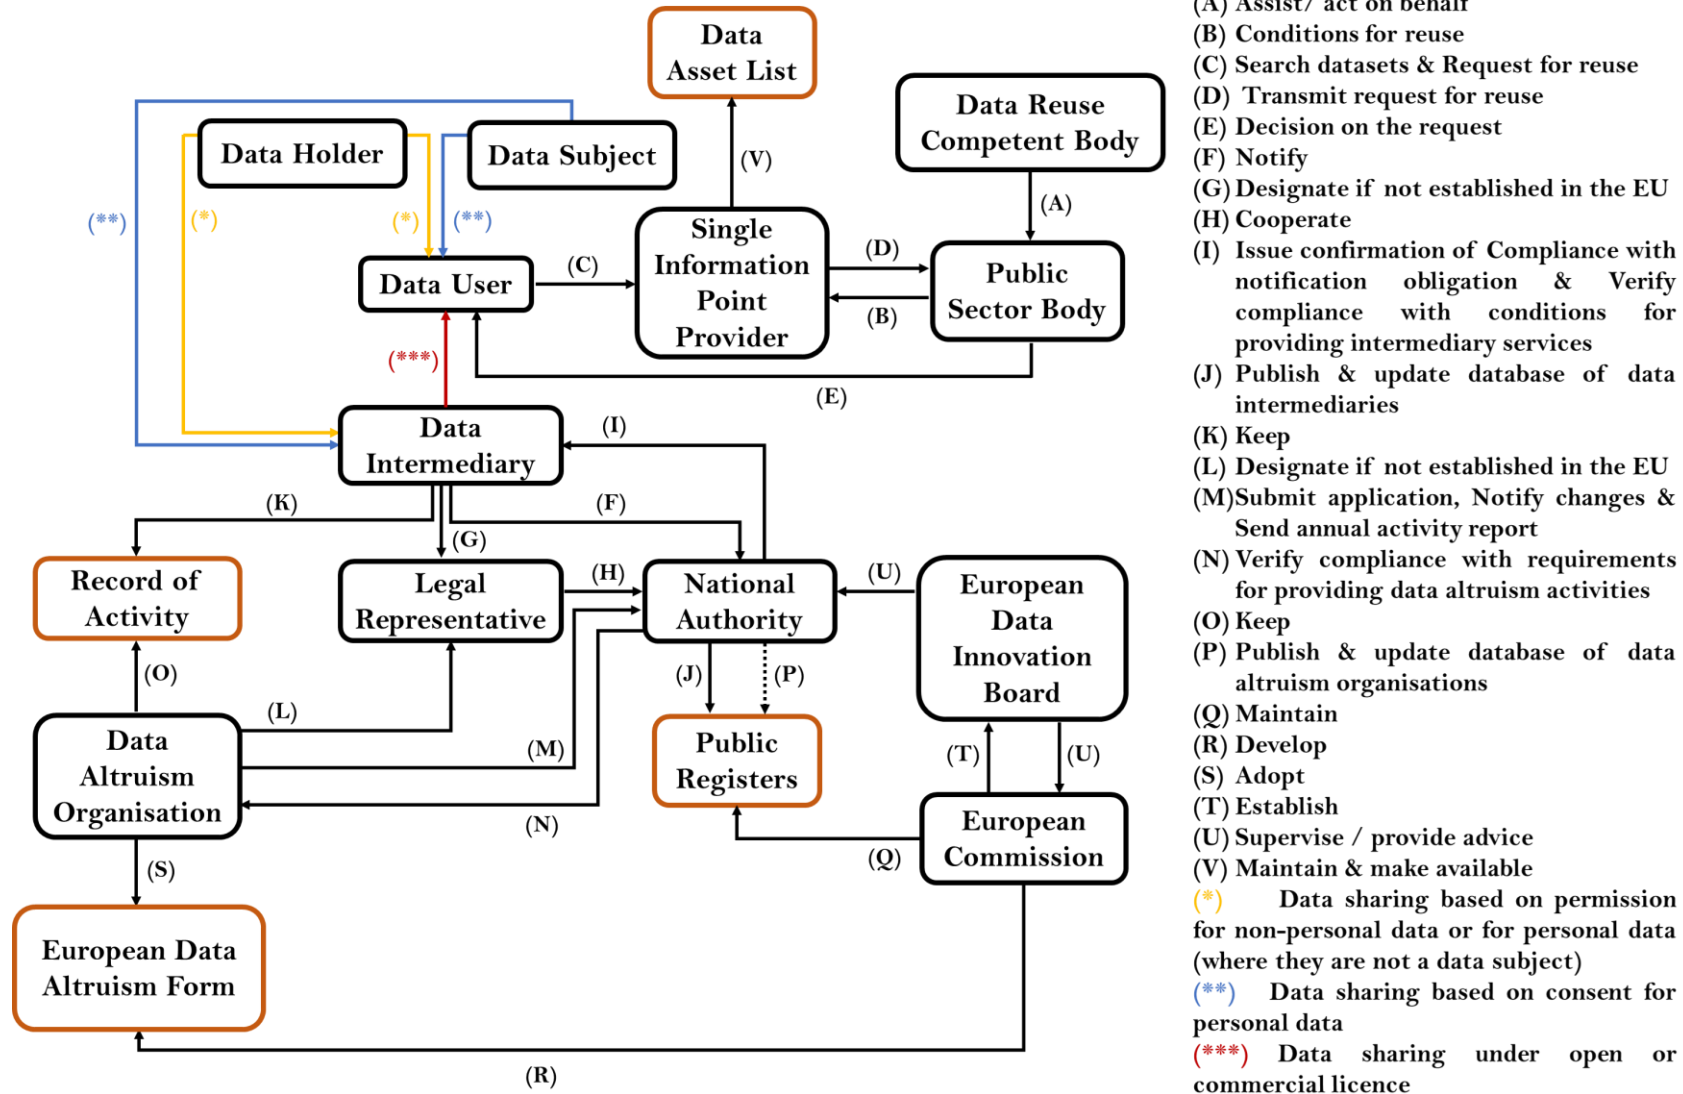 Data
Asset List
Data Reuse
Competent Body
Data Holder
Data Subject
(V)
(**)
(*)
(*)
(**)
(A)
Single
Information
Point
Provider
(D)
(B)
Public
Sector Body
Data User
(C)
(***)
(E)
Data
Intermediary
(I)
(K)
(F)
(G)
Record of
Activity
Legal
Representative
(H)
National
Authority
(U)
European
Data
Innovation
Board
(O)
(J)
(P)
(L)
(M)
(N)
Data
Altruism
Organisation
Public
Registers
(T)
(U)
European
Commission
(Q)
(S)
European Data
Altruism Form
(R)
(A) Assist/ act on behalf
(B) Conditions for reuse
(C) Search datasets & Request for reuse
(D) Transmit request for reuse
(E) Decision on the request
(F) Notify
(G) Designate if not established in the EU
(H) Cooperate
(I) Issue confirmation of Compliance with
notification obligation & Verify
compliance with conditions for
providing intermediary services
(J) Publish & update database of data
intermediaries
(K) Keep
(L) Designate if not established in the EU
(M)Submit application, Notify changes &
Send annual activity report
(N) Verify compliance with requirements
for providing data altruism activities
(O) Keep
(P) Publish & update database of data
altruism organisations
(Q) Maintain
(R) Develop
(S) Adopt
(T) Establish
(U) Supervise / provide advice
(V) Maintain & make available
(*) Data sharing based on permission
for non-personal data or for personal data
(where they are not a data subject)
(**) Data sharing based on consent for
personal data
(***) Data sharing under open or
commercial licence